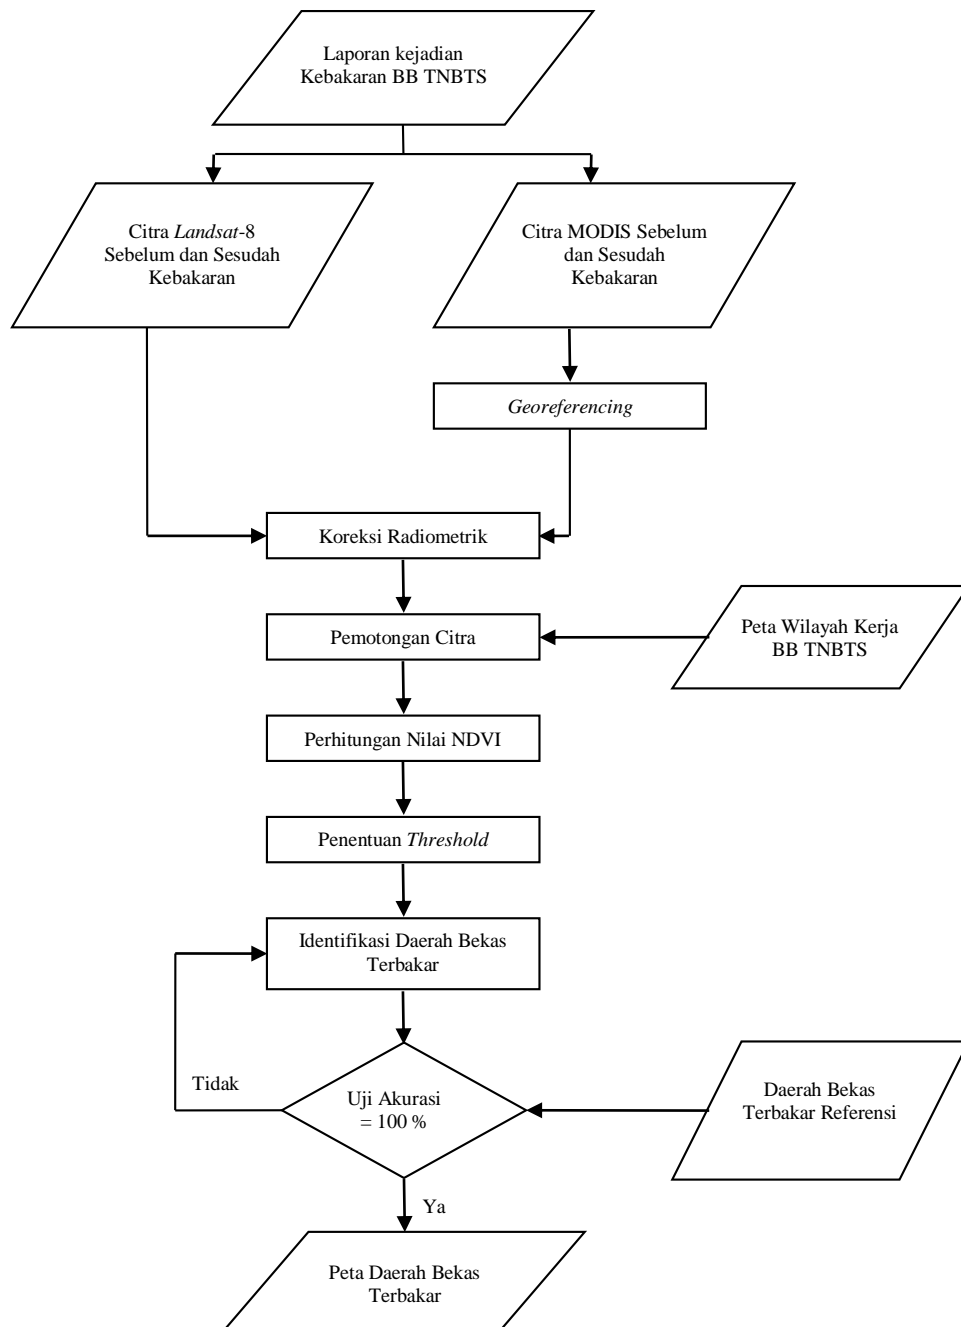 Laporan kejadian
Kebakaran BB TNBTS
Citra Landsat-8
Sebelum dan Sesudah
Kebakaran
Citra MODIS Sebelum
dan Sesudah
Kebakaran
Georeferencing
Koreksi Radiometrik
Pemotongan Citra
Peta Wilayah Kerja
BB TNBTS
Perhitungan Nilai NDVI
Penentuan Threshold
Identifikasi Daerah Bekas
Terbakar
Tidak
Uji Akurasi
= 100 %
Daerah Bekas
Terbakar Referensi
Ya
Peta Daerah Bekas
Terbakar